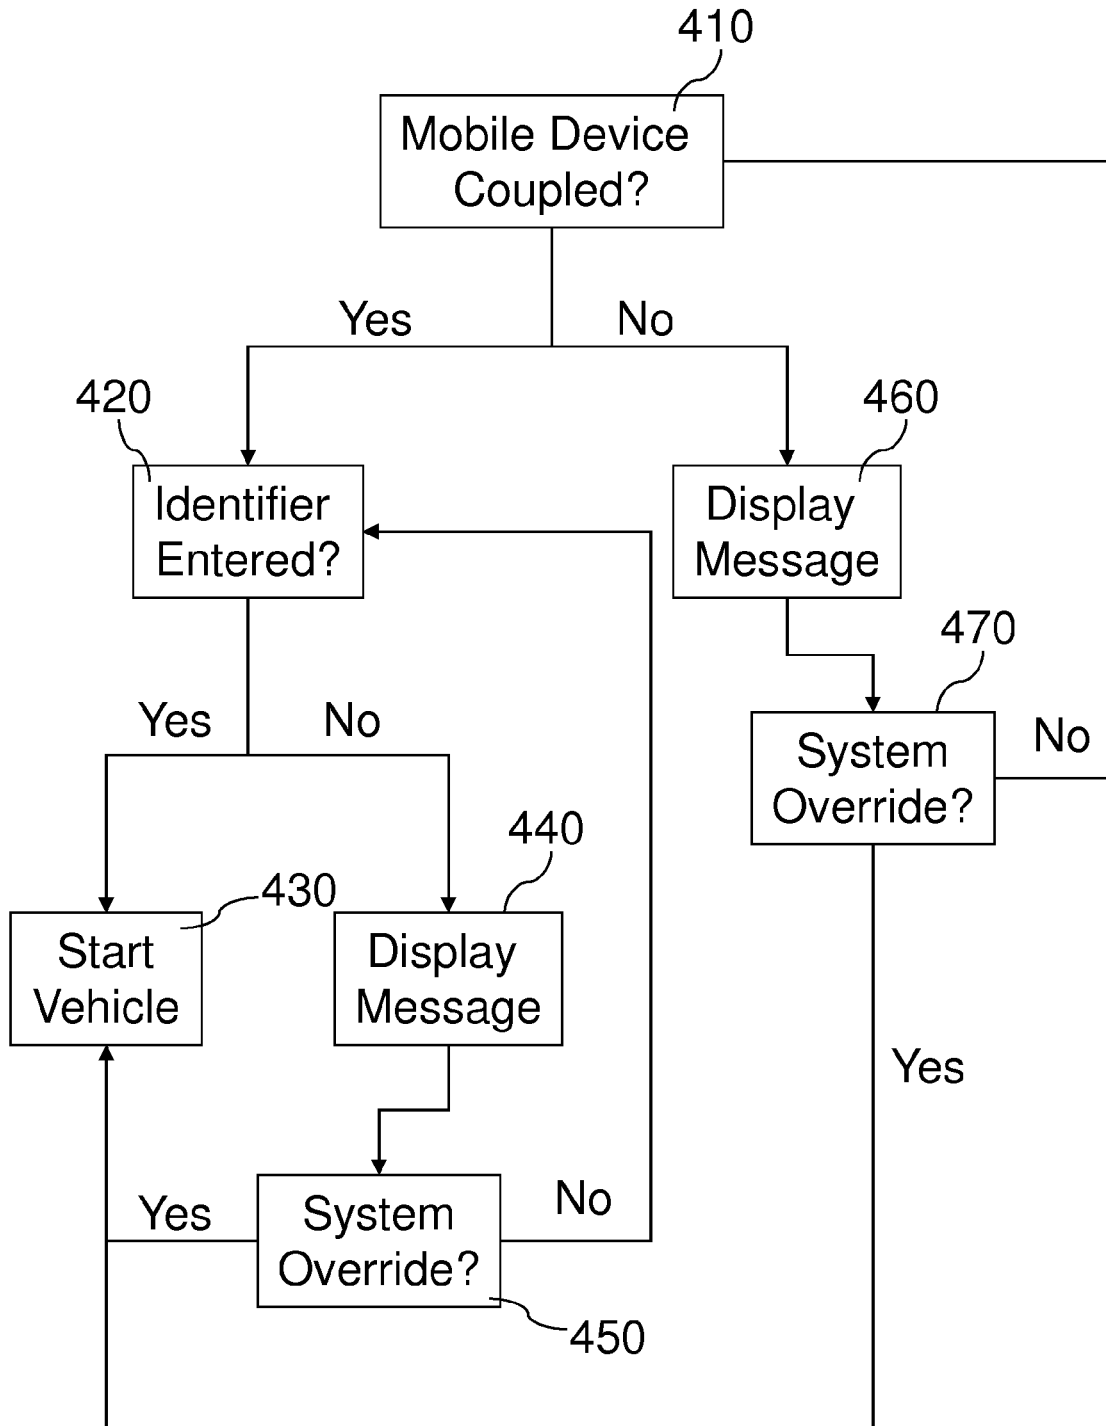 410
Mobile Device
Coupled?
Yes
No
420
460
Identifier
Entered?
Display
Message
470
Yes
No
System
Override?
No
440
430
Start
Vehicle
Display
Message
Yes
Yes
System
Override?
No
450